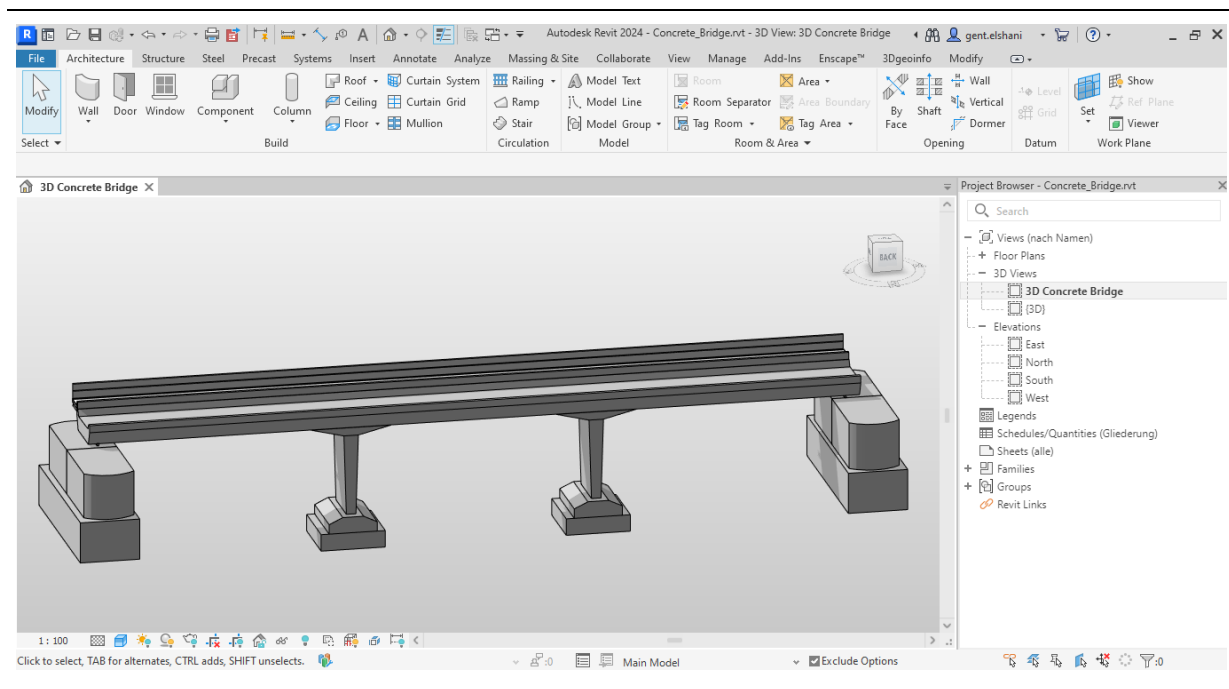 Autodesk Revit 2024 - Concrete_Bridge.rvt - 3D View: 3D Concrete Bridge
gent.elshani
File Architecture Structure Steel Precast Systems Insert Annotate Analyze Massing & Site Collaborate View Manage Add-Ins Enscape™ 3Dgeoinfo Modify
Modify
Select
Wall Door Window Component Column
Roof Curtain System
Ceiling Curtain Grid
Floor Mullion
Build
Railing
Ramp
Stair
Circulation
Model Text
Model Line
Model Group
Model
Room Area
Room Separator Area Boundary
Tag Room Tag Area
Room & Area
By Face
Shaft
Wall
Vertical
Dormer
Opening
Level
Grid
Datum
Set
Show
Ref Plane
Viewer
Work Plane
3D Concrete Bridge
BACK
Project Browser - Concrete_Bridge.rvt
Search
Views (nach Namen)
Floor Plans
3D Views
3D Concrete Bridge
{3D}
Elevations
East
North
South
West
Legends
Schedules/Quantities (Gliederung)
Sheets (alle)
Families
Groups
Revit Links
1 : 100
Click to select, TAB for alternates, CTRL adds, SHIFT unselects.
:0
Main Model
Exclude Options
:0